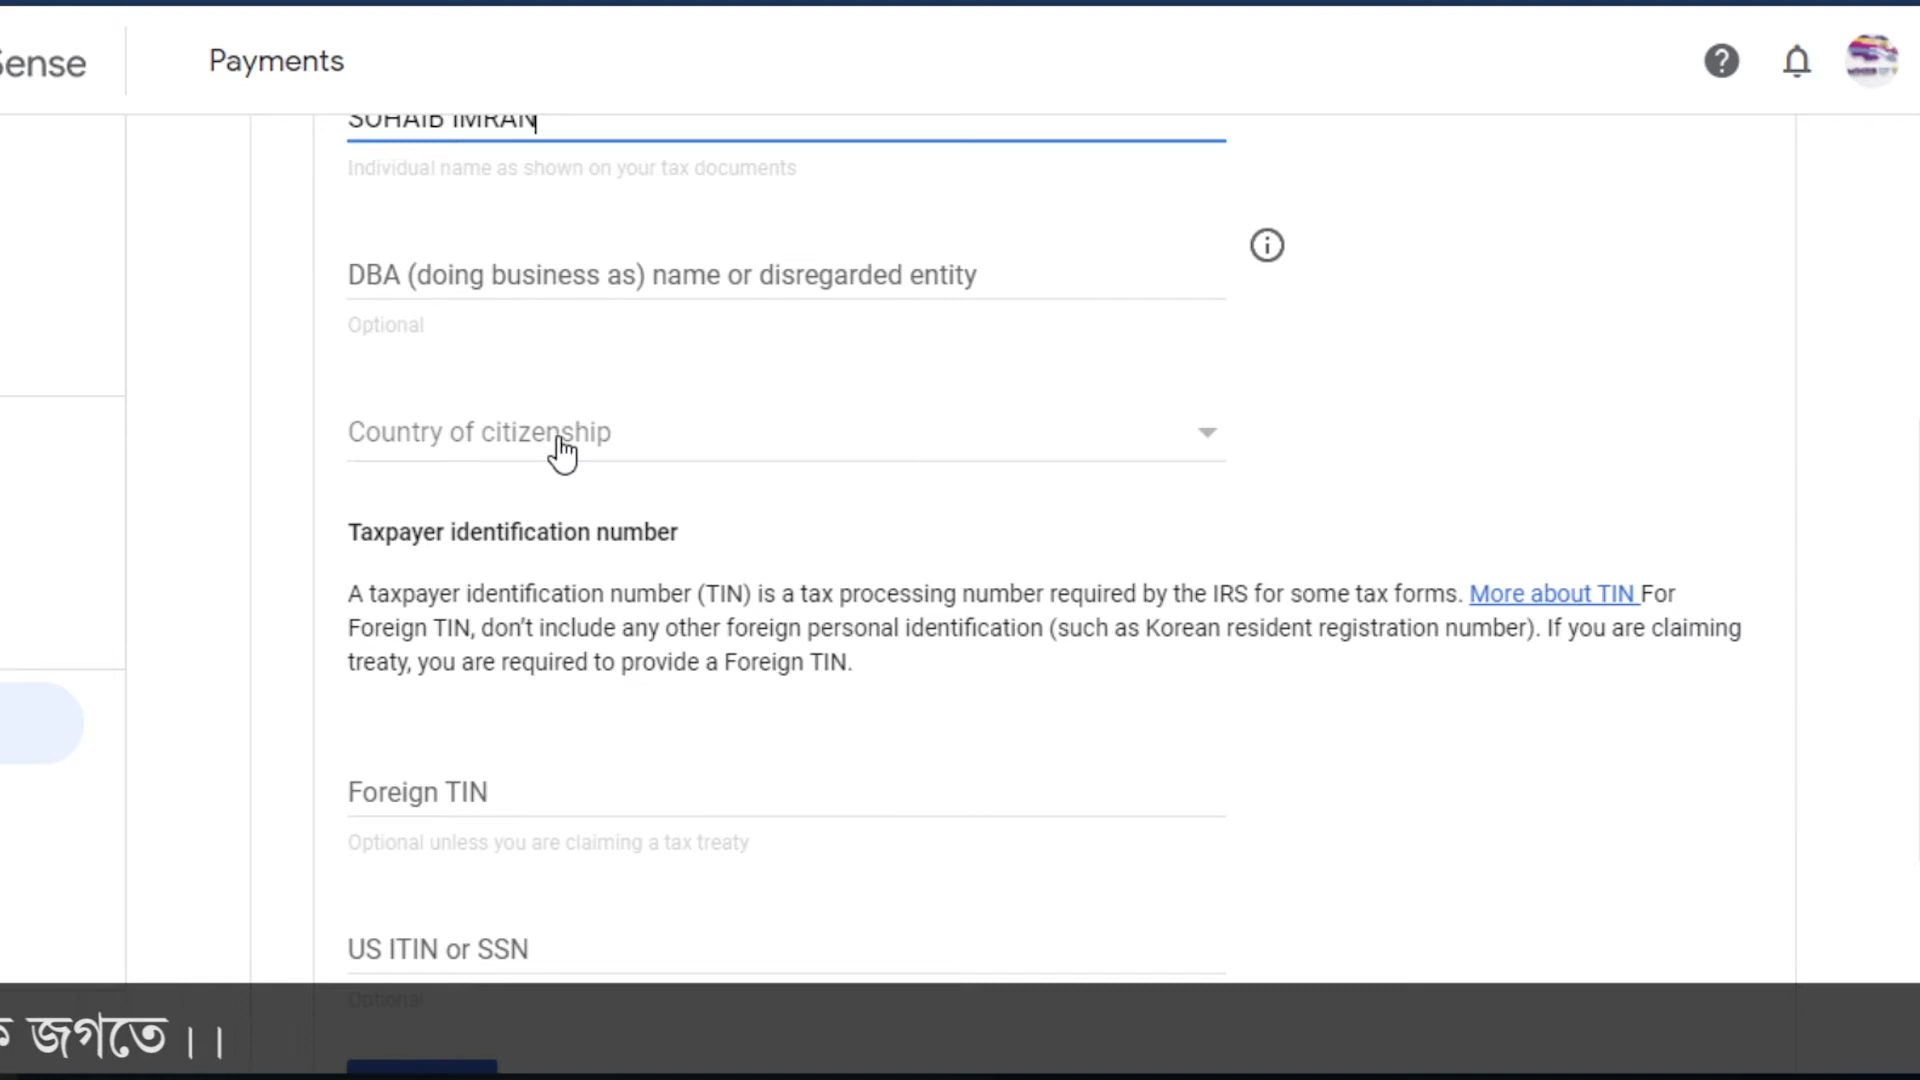 Sense
Payments
SOHAIB IMRAN
Individual name as shown on your tax documents
DBA (doing business as) name or disregarded entity
Optional
Country of citizenship
Taxpayer identification number
A taxpayer identification number (TIN) is a tax processing number required by the IRS for some tax forms. More about TIN For
Foreign TIN, don't include any other foreign personal identification (such as Korean resident registration number). If you are claiming
treaty, you are required to provide a Foreign TIN.
Foreign TIN
Optional unless you are claiming a tax treaty
US ITIN or SSN
Optional
জগতে।।